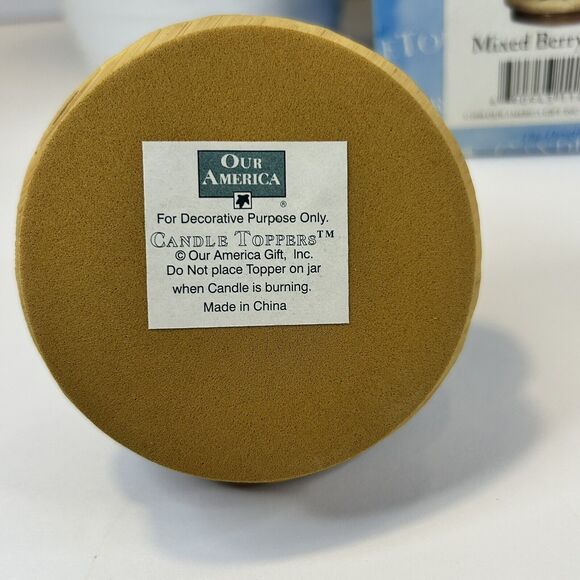 OUR
AMERICA
®
For Decorative Purpose Only.
CANDLE TOPPERS™
© Our America Gift, Inc.
Do Not place Topper on jar
when Candle is burning.
Made in China
Mixed Berry